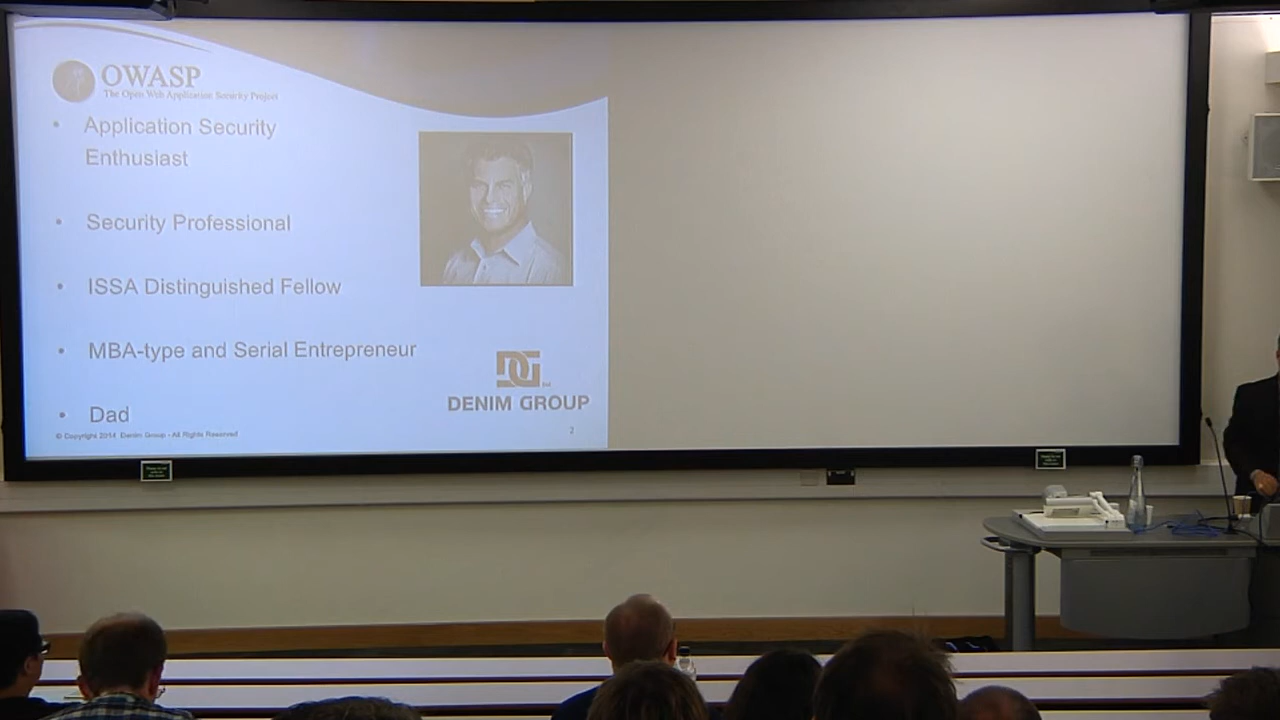 OWASP
The Open Web Application Security Project
• Application Security
Enthusiast
• Security Professional
• ISSA Distinguished Fellow
• MBA-type and Serial Entrepreneur
• Dad
DG
DENIM GROUP
© Copyright 2014 Denim Group - All Rights Reserved
2